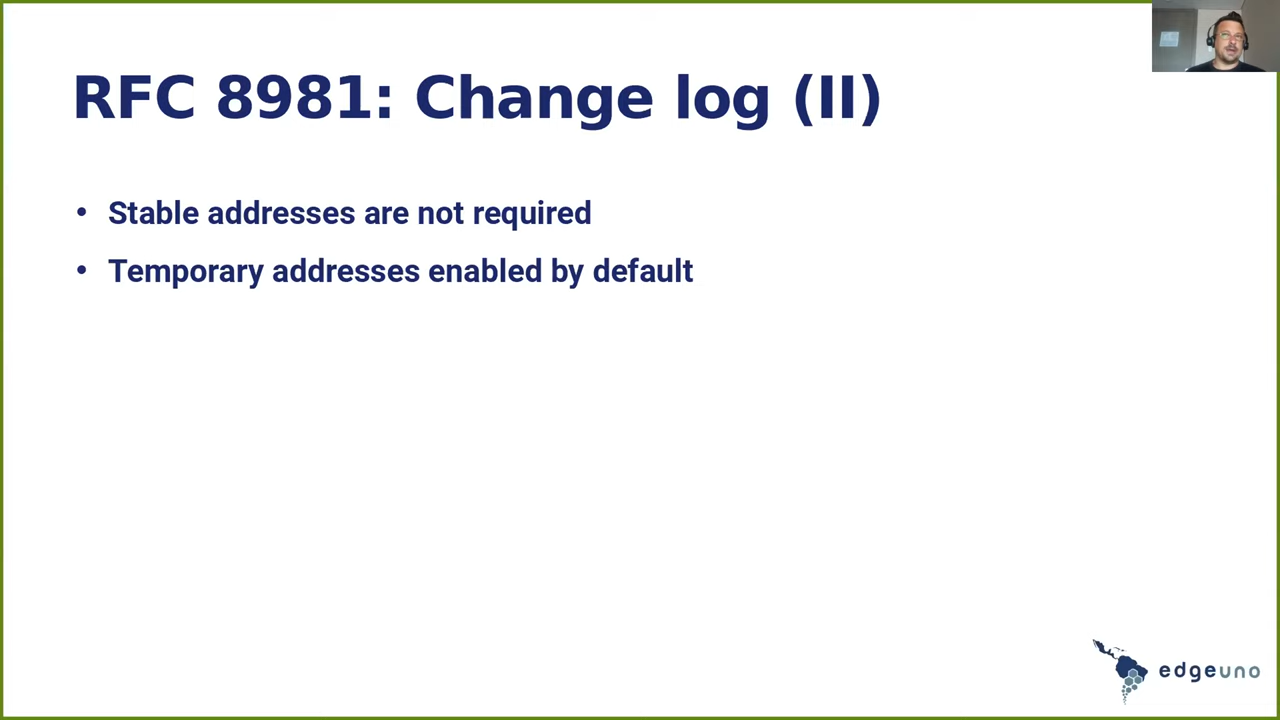 RFC 8981: Change log (II)
• Stable addresses are not required
• Temporary addresses enabled by default
edgeuno